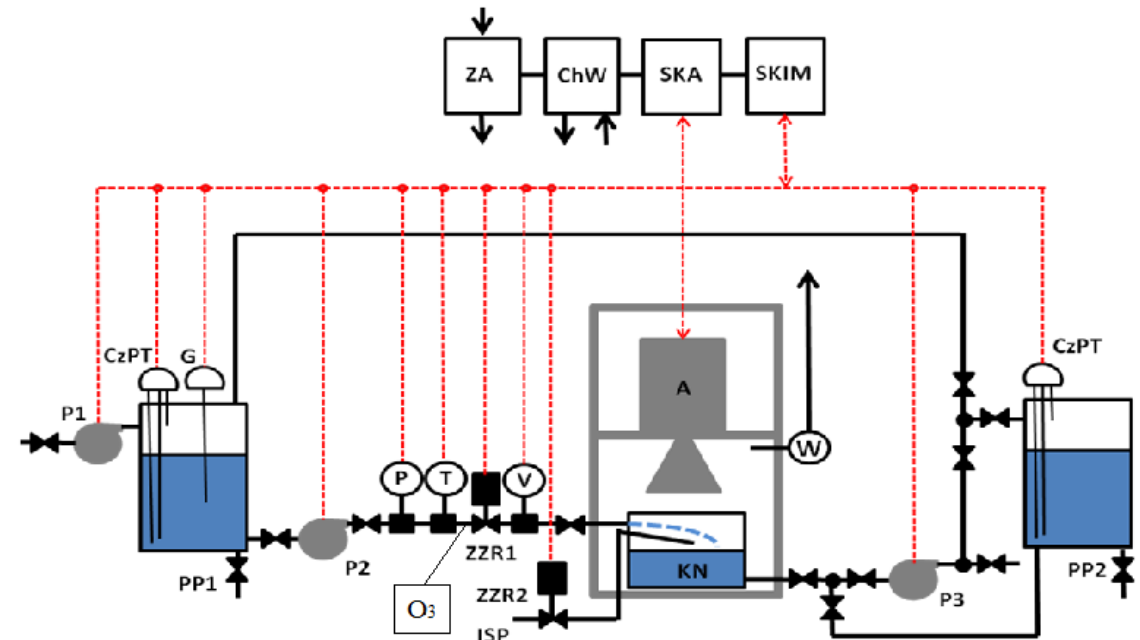 ZA ChW SKA SKIM
CzPT G CzPT
P1
A
W
P T V
ZZR1
P2
PP1
KN
PP2
ZZR2
P3
O3
ISP